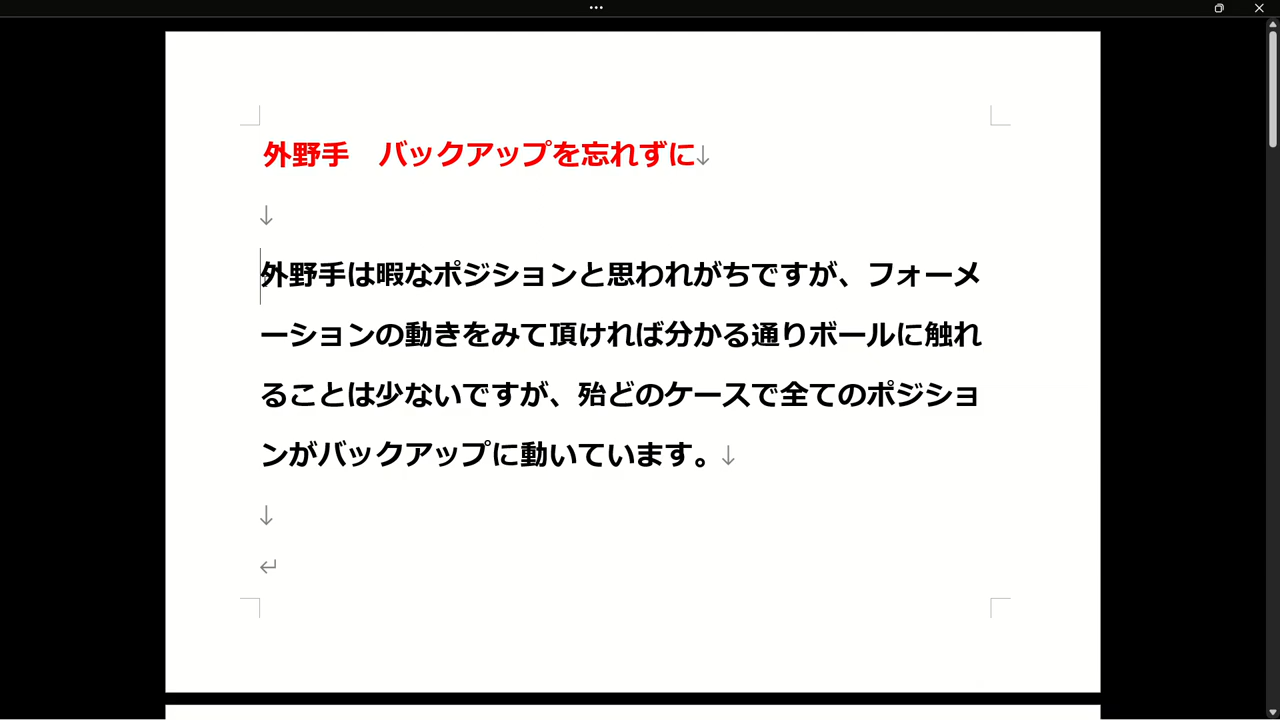 外野手　バックアップを忘れずに↓
↓
外野手は暇なポジションと思われがちですが、フォーメ
ーションの動きをみて頂ければ分かる通りボールに触れ
ることは少ないですが、殆どのケースで全てのポジショ
ンがバックアップに動いています。↓
↓
↵